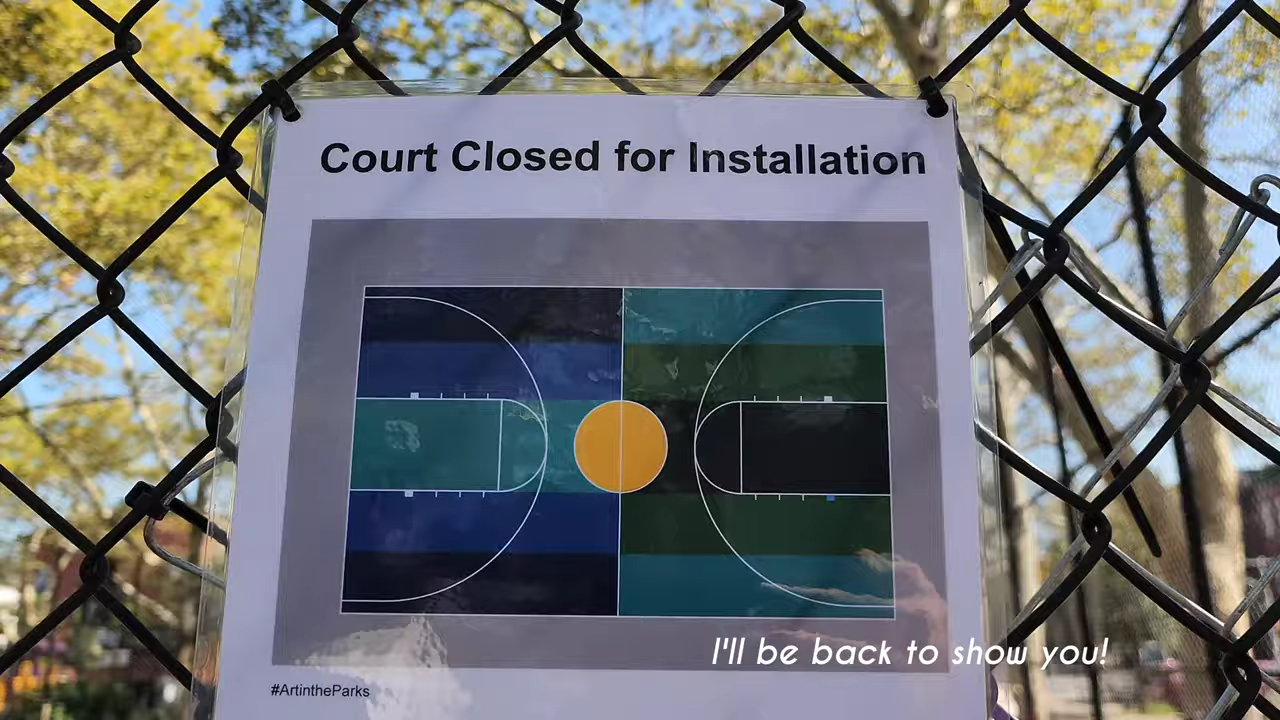 Court Closed for Installation
I'll be back to show you!
#ArtintheParks